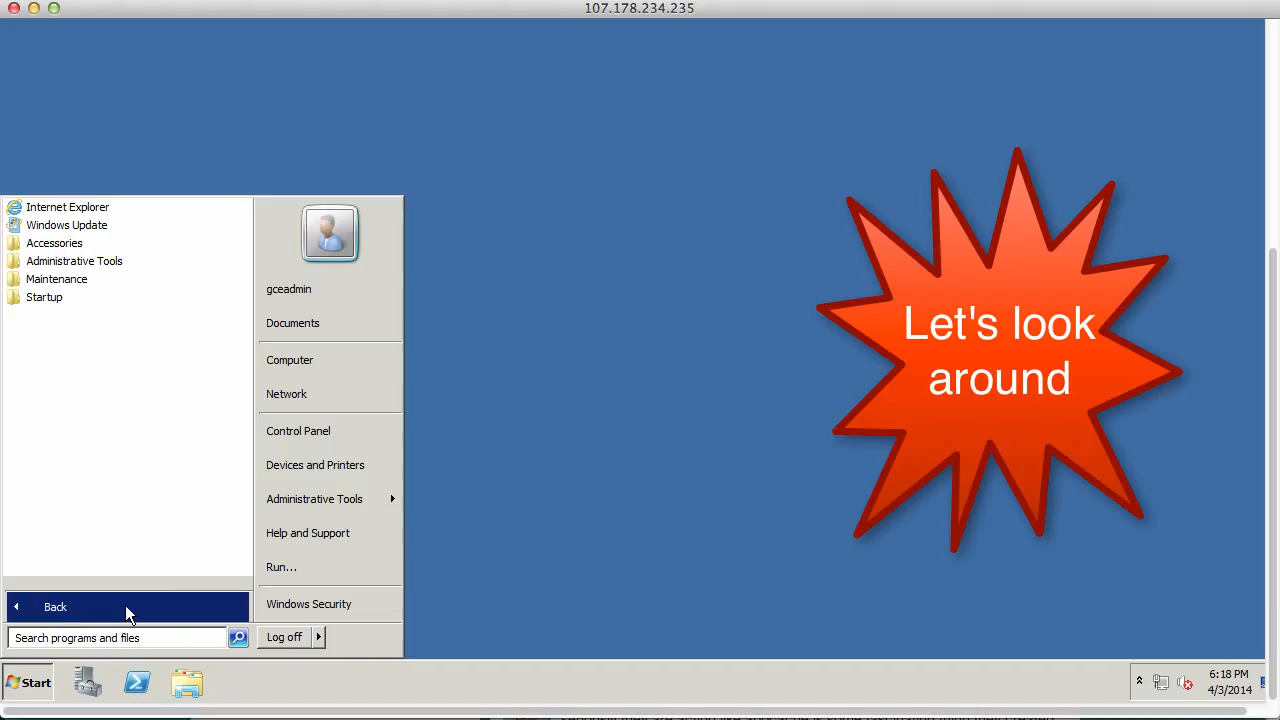 107.178.234.235
Internet Explorer
Windows Update
Accessories
Administrative Tools
Maintenance
Startup
Back
Search programs and files
gceadmin
Documents
Computer
Network
Control Panel
Devices and Printers
Administrative Tools
Help and Support
Run...
Windows Security
Log off
Let's look
around
Start
6:18 PM
4/3/2014